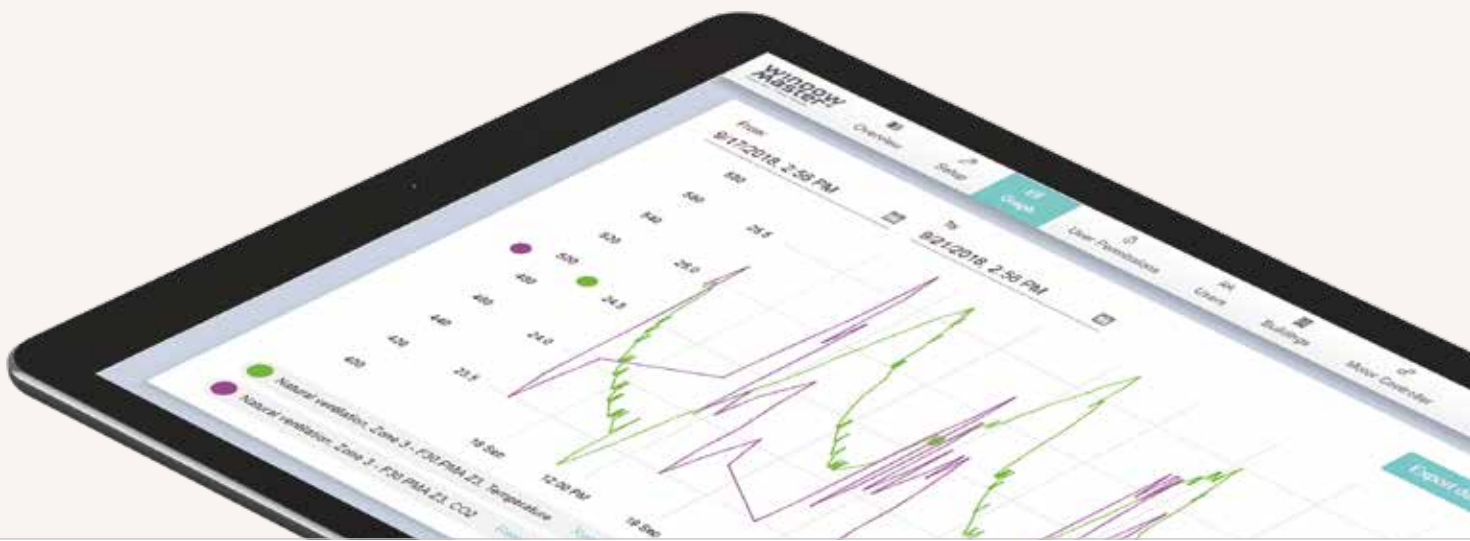 Window
Master
Overview
Setup
Graph
User Permissions
Users
Buildings
Motor Controller
From
9/17/2018, 2:56 PM
To
9/21/2018, 2:56 PM
580
560
540
520
500
480
460
440
420
400
25.5
25.0
24.5
24.0
23.5
18 Sep
12:00 PM
19 Sep
Export
Natural ventilation, Zone 3 - F30.PMA Z3, Temperature
Natural ventilation, Zone 3 - F30.PMA Z3, CO2